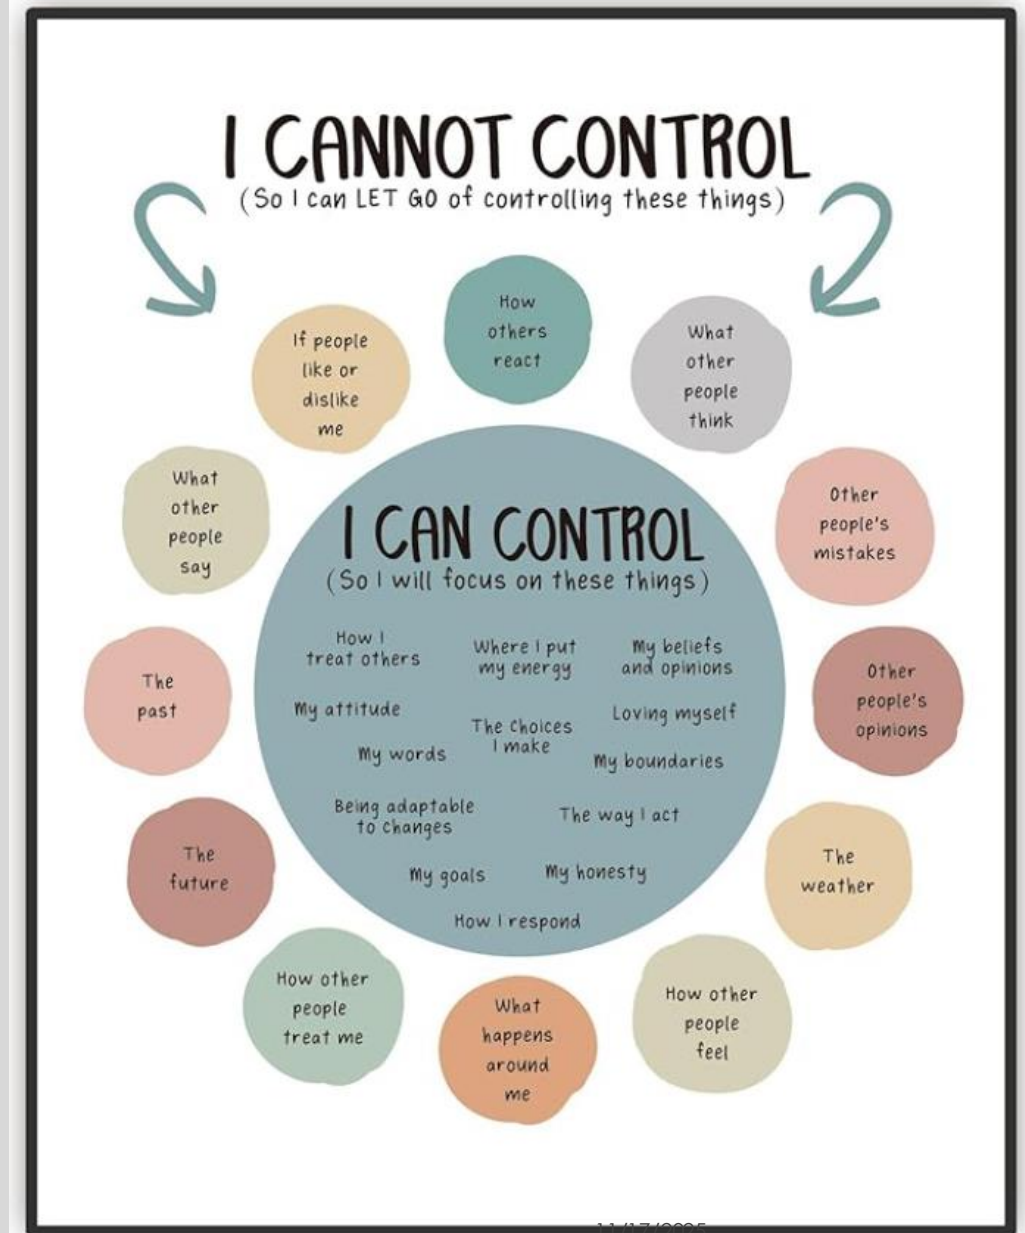 I CANNOT CONTROL
(So I can LET GO of controlling these things)
How
others
react
If people
like or
dislike
me
What
other
people
think
What
other
people
say
Other
people's
mistakes
I CAN CONTROL
(So I will focus on these things)
How I
treat others
Where I put
my energy
My beliefs
and opinions
My attitude
The Choices
I make
Loving myself
My words
My boundaries
Being adaptable
to changes
The way I act
My goals
My honesty
How I respond
The
past
Other
people's
opinions
The
future
The
weather
How other
people
treat me
What
happens
around
me
How other
people
feel